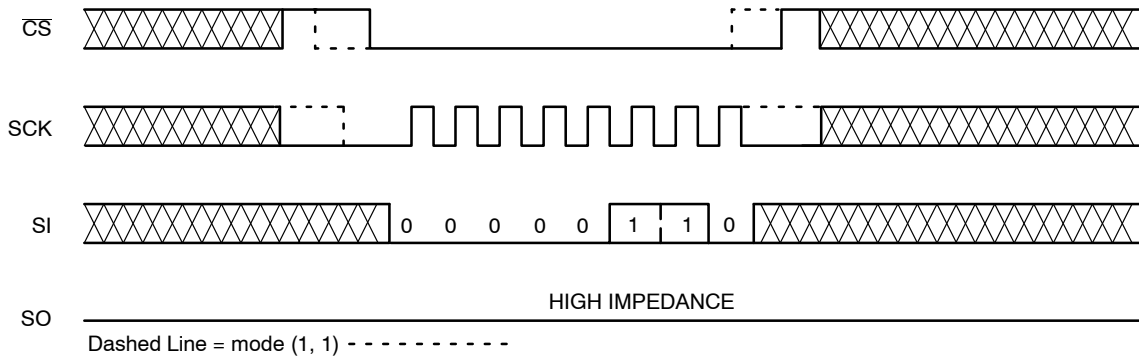 CS
SCK
SI
0 0 0 0 0 1 1 0
HIGH IMPEDANCE
SO
Dashed Line = mode (1, 1)